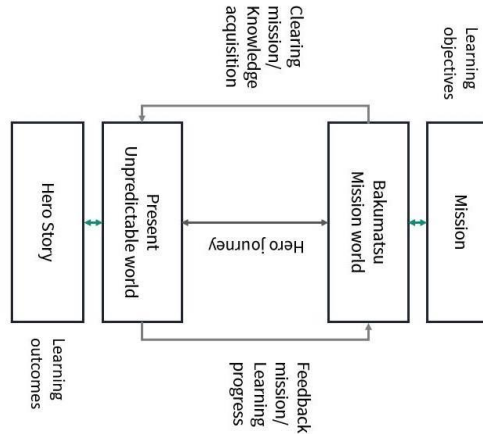 Learning
objectives
Mission
Bakumatsu
Mission world
Clearing
mission/
Knowledge
acquisition
Hero journey
Feedback
mission/
Learning
progress
Present
Unpredictable world
Hero Story
Learning
outcomes